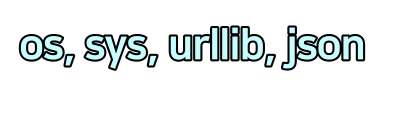 os, sys, urllib, json